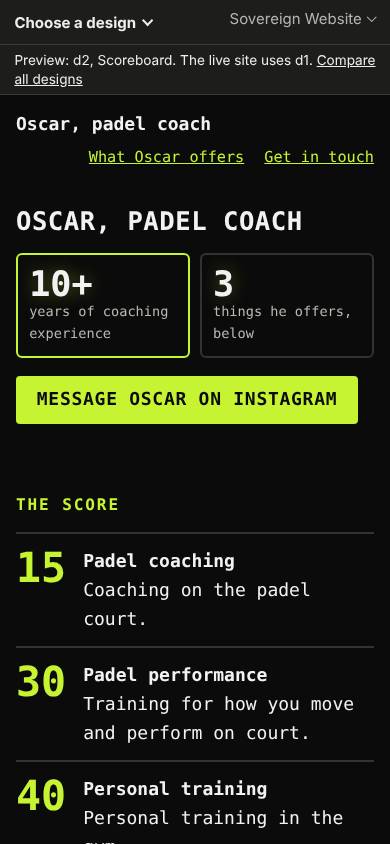 Choose a design
Sovereign Website
Preview: d2, Scoreboard. The live site uses d1. Compare
all designs
Oscar, padel coach
What Oscar offers
Get in touch
OSCAR, PADEL COACH
10+
years of coaching
experience
3
things he offers,
below
MESSAGE OSCAR ON INSTAGRAM
THE SCORE
15
Padel coaching
Coaching on the padel
court.
30
Padel performance
Training for how you move
and perform on court.
40
Personal training
Personal training in the